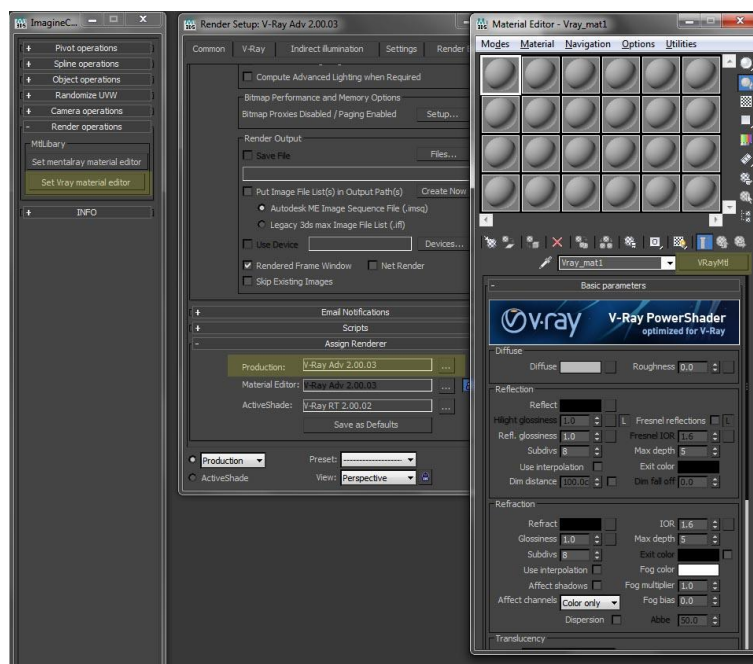 ImagineC...
+ Pivot operations
+ Spline operations
+ Object operations
+ Randomize UVW
+ Camera operations
- Render operations
MtlLibary
Set mentalray material editor
Set Vray material editor
+ INFO
Render Setup: V-Ray Adv 2.00.03
Common V-Ray Indirect illumination Settings Render
Compute Advanced Lighting when Required
Bitmap Performance and Memory Options
Bitmap Proxies Disabled / Paging Enabled Setup...
Render Output
Save File Files...
Put Image File List(s) in Output Path(s) Create Now
Autodesk ME Image Sequence File (.imsq)
Legacy 3ds max Image File List (.ifl)
Use Device Devices...
Rendered Frame Window Net Render
Skip Existing Images
+ Email Notifications
+ Scripts
- Assign Renderer
Production: V-Ray Adv 2.00.03 ...
Material Editor: V-Ray Adv 2.00.03 ...
ActiveShade: V-Ray RT 2.00.02 ...
Save as Defaults
Production Preset: --------------------
ActiveShade View: Perspective
Material Editor - Vray_mat1
Modes Material Navigation Options Utilities
Vray_mat1 VRayMtl
- Basic parameters
v-ray V-Ray PowerShader
optimized for V-Ray
Diffuse
Diffuse Roughness 0.0
Reflection
Reflect
Hilight glossiness 1.0 L Fresnel reflections L
Refl. glossiness 1.0 Fresnel IOR 1.6
Subdivs 8 Max depth 5
Use interpolation Exit color
Dim distance 100.0c Dim fall off 0.0
Refraction
Refract IOR 1.6
Glossiness 1.0 Max depth 5
Subdivs 8 Exit color
Use interpolation Fog color
Affect shadows Fog multiplier 1.0
Affect channels Color only Fog bias 0.0
Dispersion Abbe 50.0
Translucency